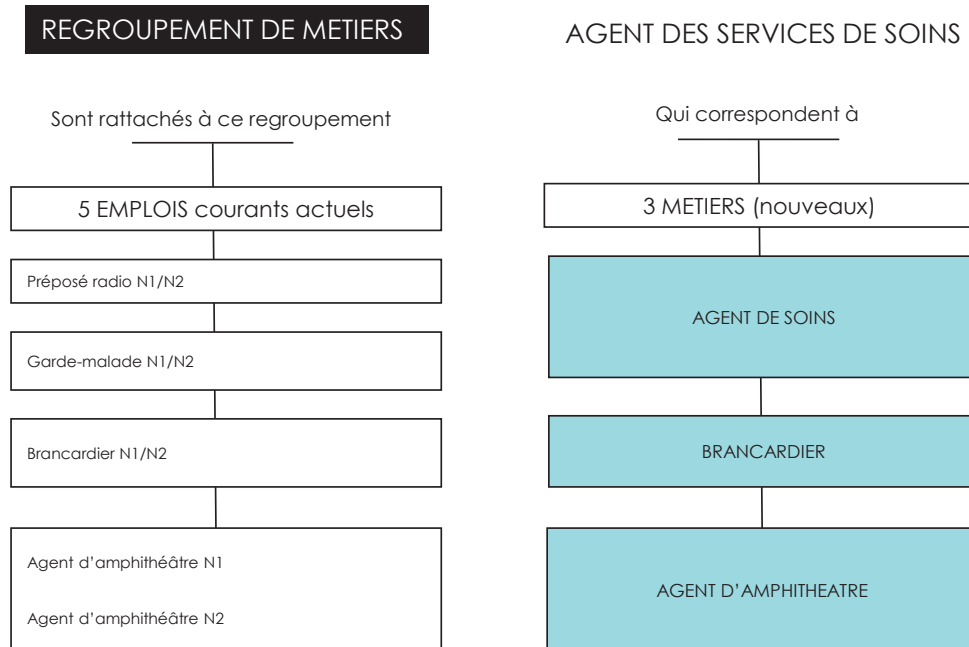 REGROUPEMENT DE METIERS
AGENT DES SERVICES DE SOINS
Sont rattachés à ce regroupement
Qui correspondent à
5 EMPLOIS courants actuels
3 METIERS (nouveaux)
Préposé radio N1/N2
AGENT DE SOINS
Garde-malade N1/N2
Brancardier N1/N2
BRANCARDIER
Agent d’amphithéâtre N1
AGENT D’AMPHITHEATRE
Agent d’amphithéâtre N2